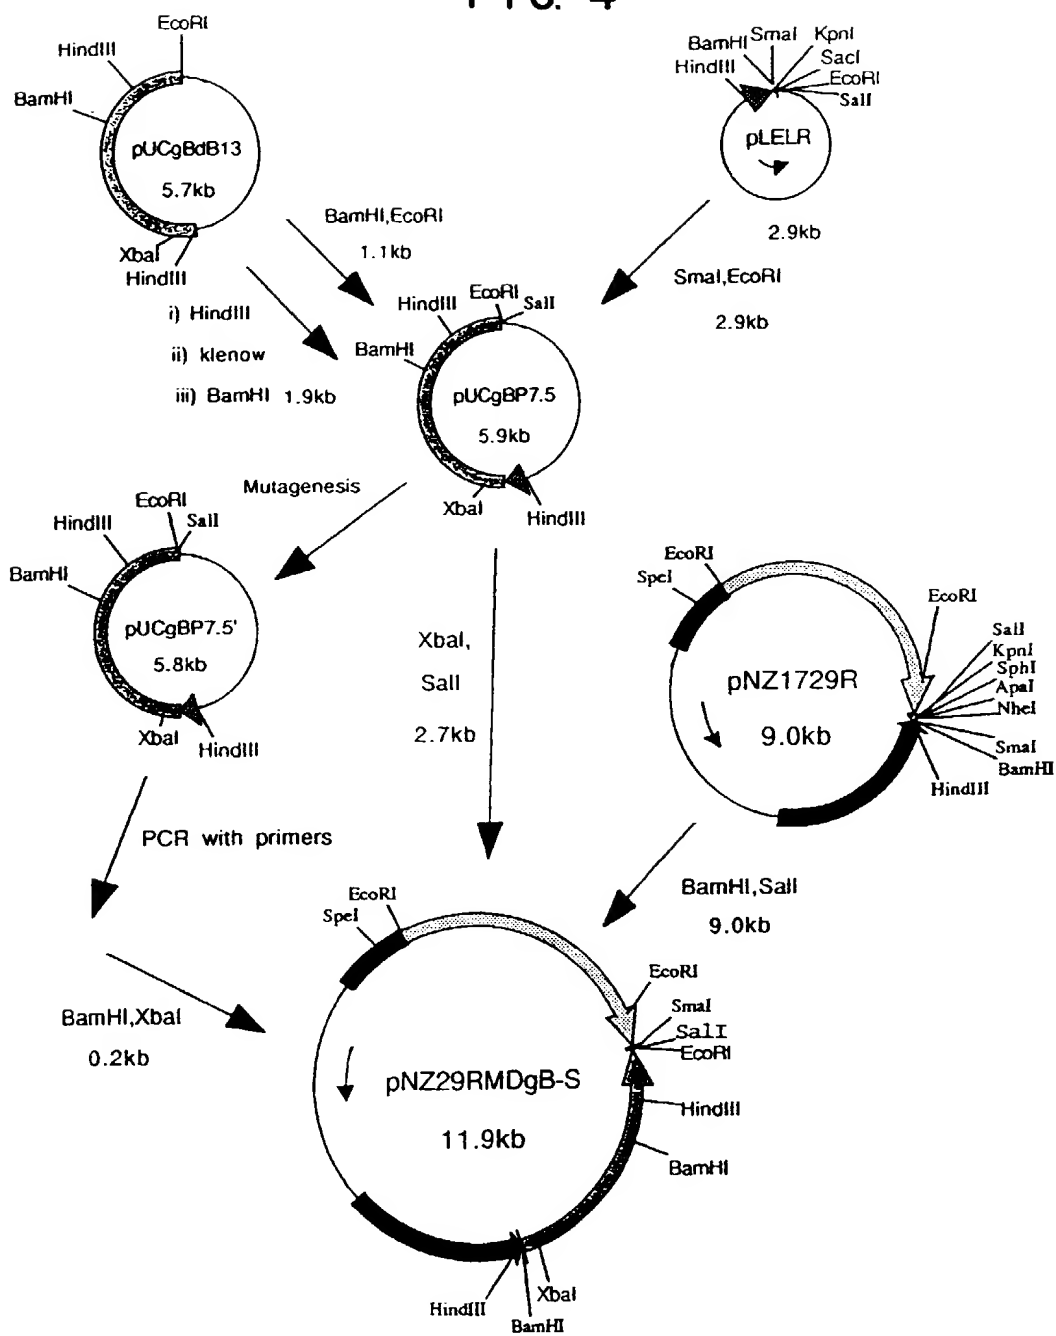 FIG. 4
EcoRI
HindIII
BamHI
pUCgBdB13
5.7kb
XbaI
HindIII
BamHI
SmaI
KpnI
HindIII
SacI
EcoRI
SalI
pLELR
2.9kb
BamHI,EcoRI
1.1kb
SmaI,EcoRI
2.9kb
i) HindIII
ii) klenow
iii) BamHI 1.9kb
HindIII
EcoRI
SalI
BamHI
pUCgBP7.5
5.9kb
XbaI
HindIII
Mutagenesis
EcoRI
HindIII
SalI
BamHI
pUCgBP7.5'
5.8kb
XbaI
HindIII
XbaI,
SalI
2.7kb
EcoRI
SpeI
EcoRI
SalI
KpnI
SphI
ApaI
NheI
SmaI
BamHI
HindIII
pNZ1729R
9.0kb
PCR with primers
BamHI,SalI
9.0kb
BamHI,XbaI
0.2kb
EcoRI
SpeI
EcoRI
SmaI
SalI
EcoRI
HindIII
BamHI
pNZ29RMDgB-S
11.9kb
XbaI
HindIII
BamHI